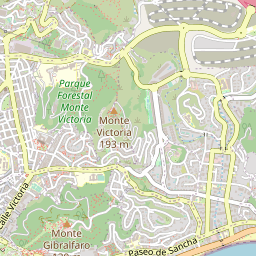 Parque
Forestal
Monte
Victoria
Monte
Victoria
193 m
Calle Victoria
Monte
Gibralfaro
Paseo de Sancha